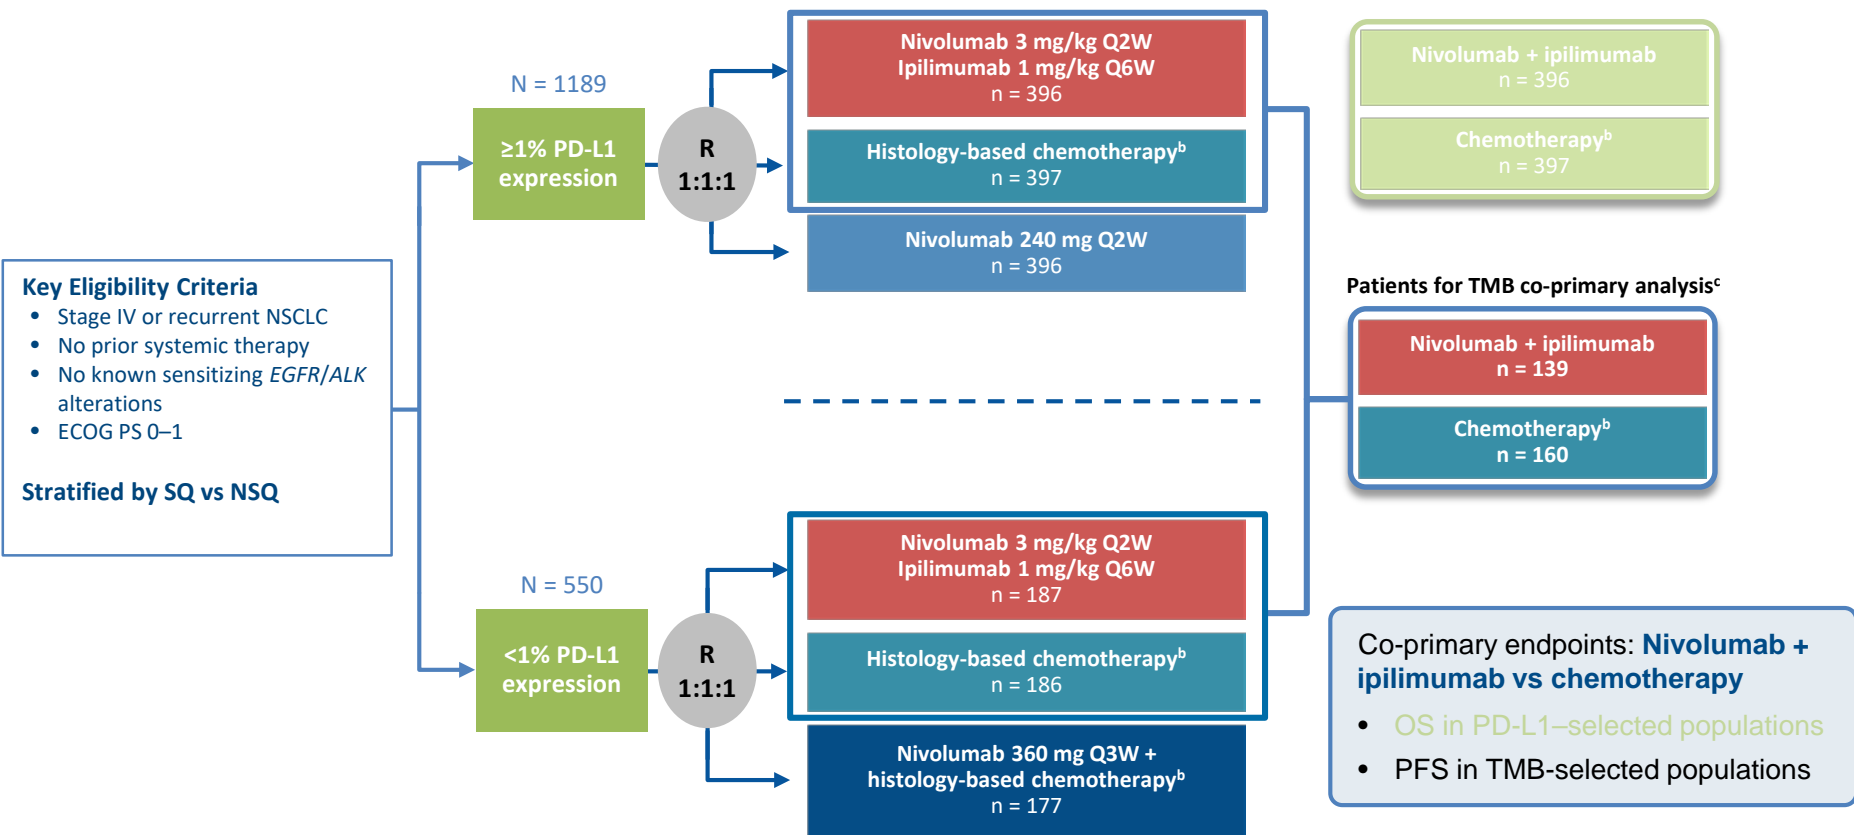 Key Eligibility Criteria
• Stage IV or recurrent NSCLC
• No prior systemic therapy
• No known sensitizing EGFR/ALK
alterations
• ECOG PS 0–1
Stratified by SQ vs NSQ
N = 1189
≥1% PD-L1
expression
R
1:1:1
Nivolumab 3 mg/kg Q2W
Ipilimumab 1 mg/kg Q6W
n = 396
Histology-based chemotherapyᵇ
n = 397
Nivolumab 240 mg Q2W
n = 396
N = 550
<1% PD-L1
expression
R
1:1:1
Nivolumab 3 mg/kg Q2W
Ipilimumab 1 mg/kg Q6W
n = 187
Histology-based chemotherapyᵇ
n = 186
Nivolumab 360 mg Q3W +
histology-based chemotherapyᵇ
n = 177
Nivolumab + ipilimumab
n = 396
Chemotherapyᵇ
n = 397
Patients for TMB co-primary analysisᶜ
Nivolumab + ipilimumab
n = 139
Chemotherapyᵇ
n = 160
Co-primary endpoints: Nivolumab +
ipilimumab vs chemotherapy
• OS in PD-L1–selected populations
• PFS in TMB-selected populations